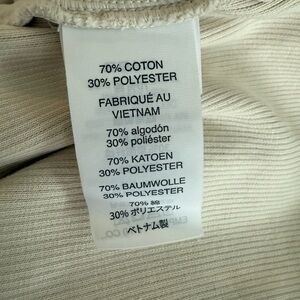 70% COTON
30% POLYESTER
FABRIQUÉ AU
VIETNAM
70% algodón
30% poliéster
70% KATOEN
30% POLYESTER
70% BAUMWOLLE
30% POLYESTER
70% 綿
30% ポリエステル
ベトナム製